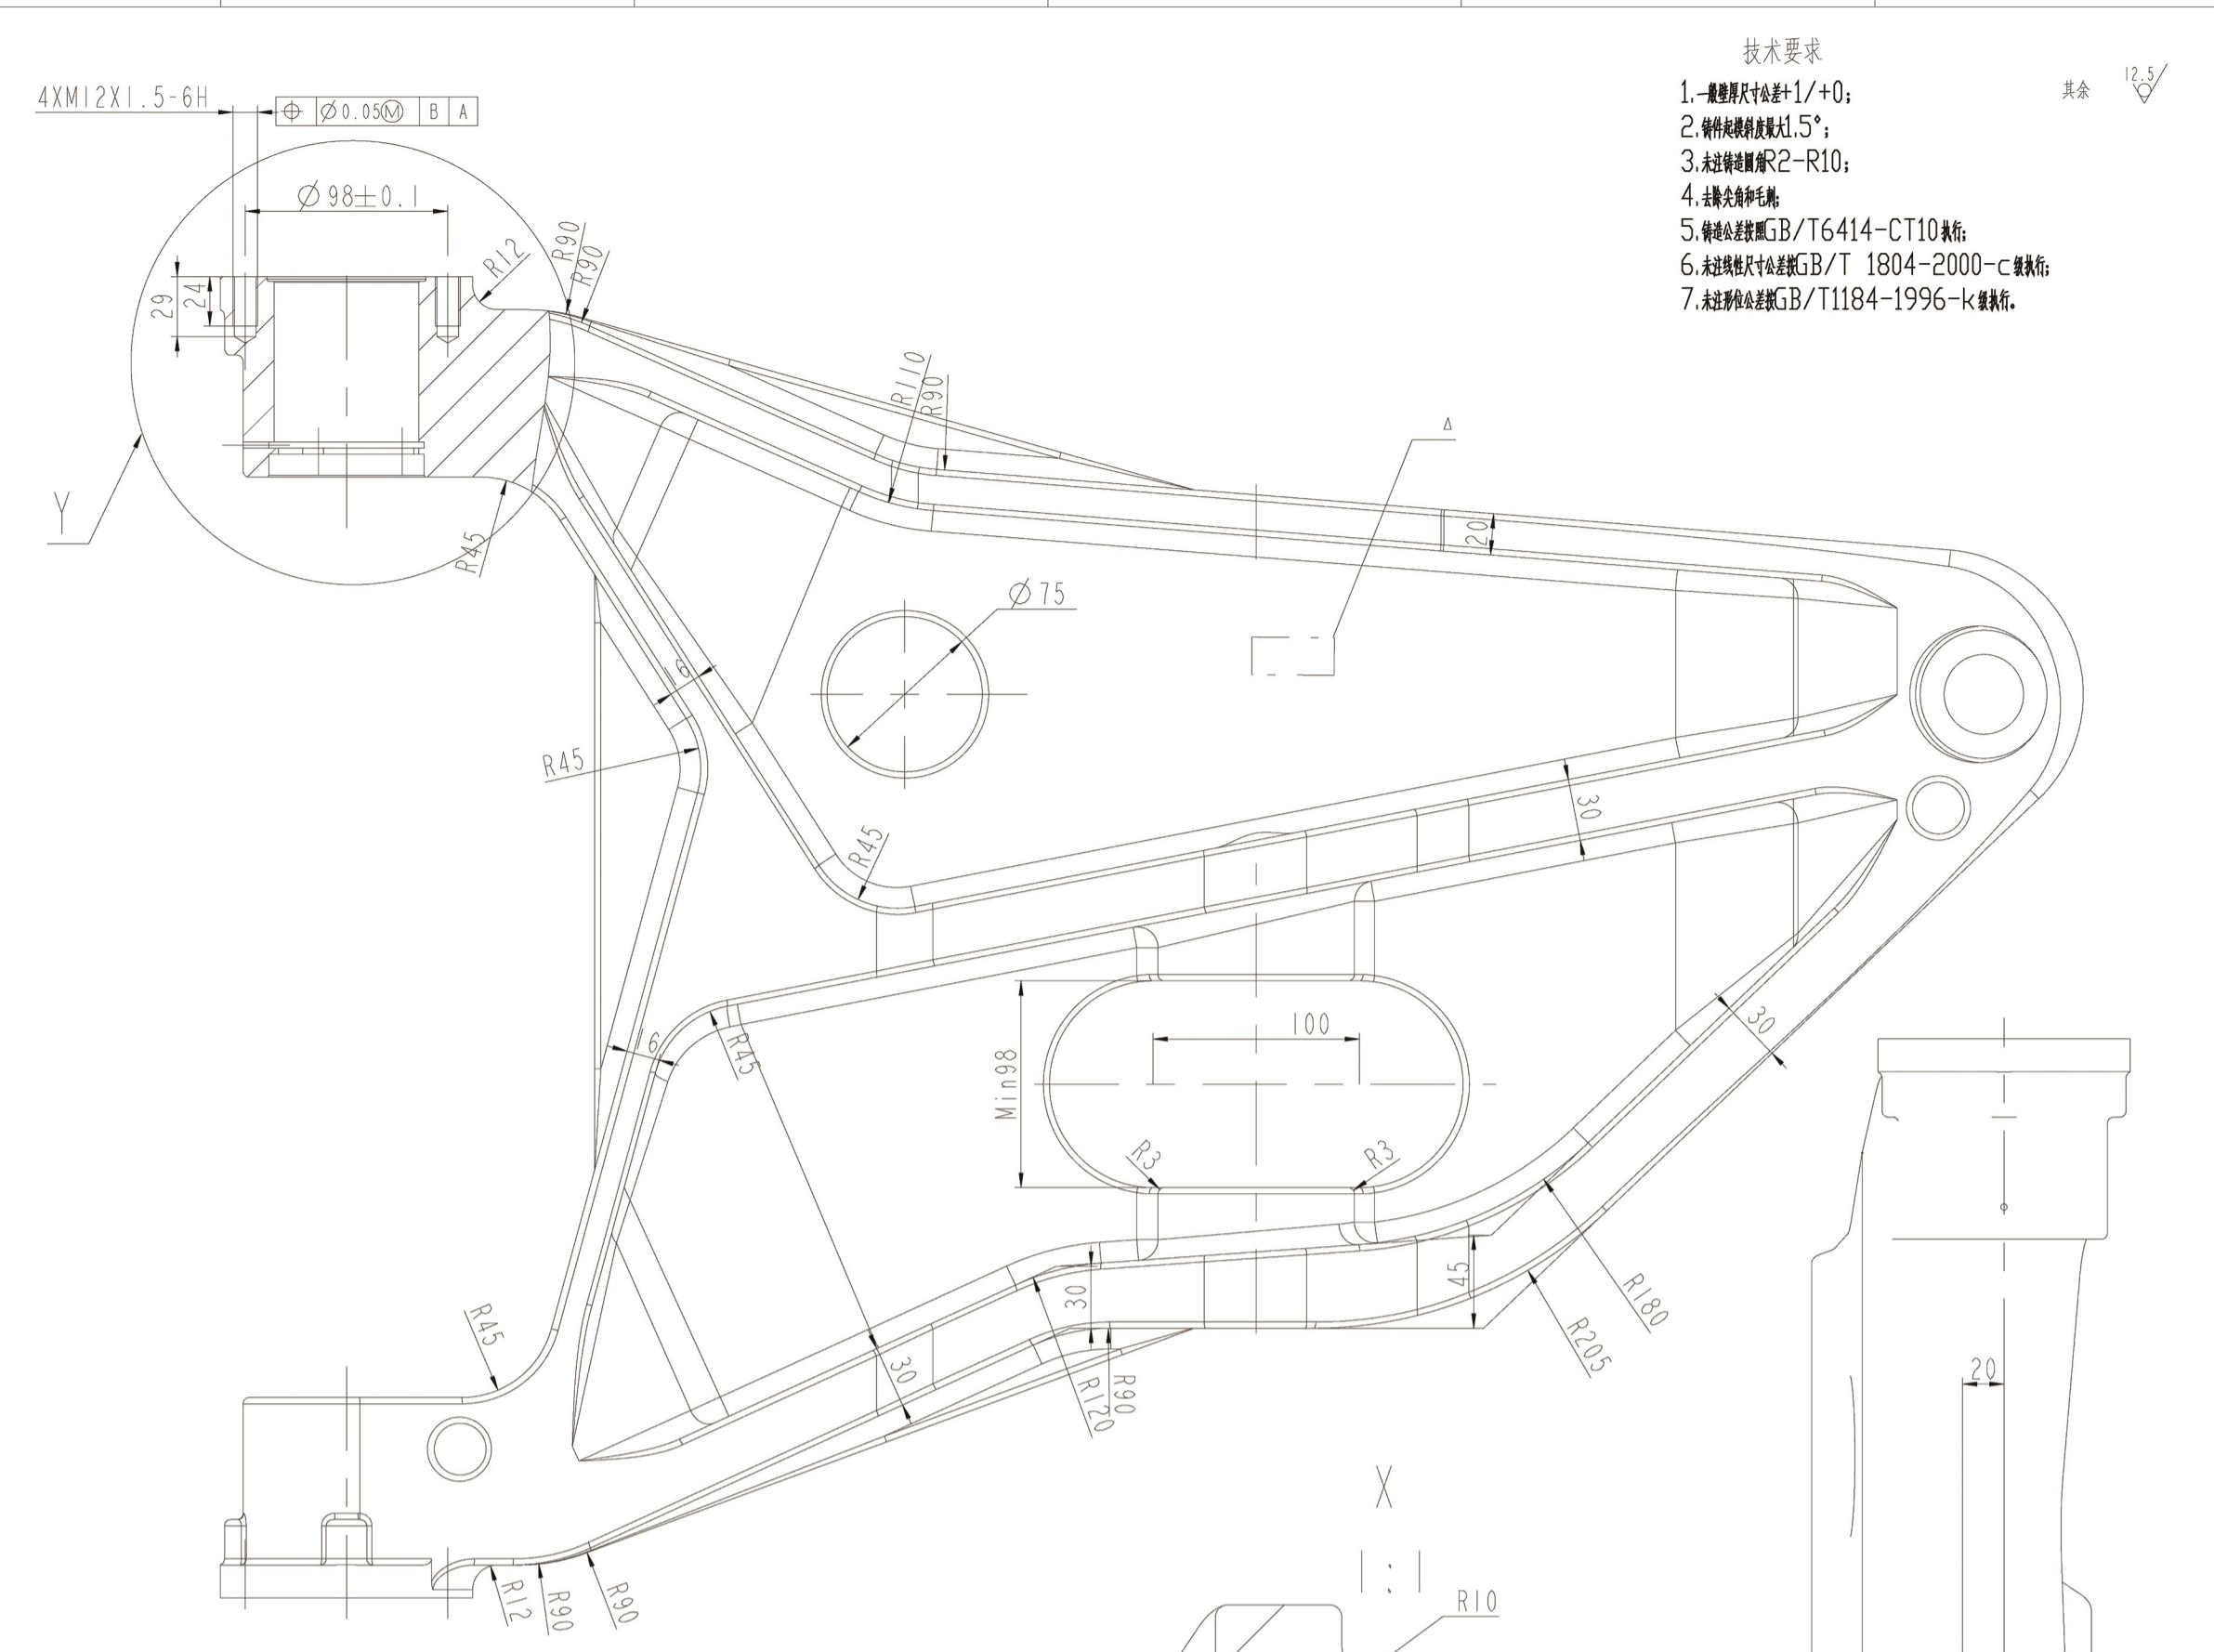 技术要求
1.一般壁厚尺寸公差+1/+0;
2.铸件起模斜度最大1.5°;
3.未注铸造圆角R2-R10;
4.去除尖角和毛刺;
5.铸造公差按照GB/T6414-CT10执行;
6.未注线性尺寸公差按GB/T 1804-2000-c级执行;
7.未注形位公差按GB/T1184-1996-k级执行。
其余 12.5
4XM12X1.5-6H
⌖ Ø0.05Ⓜ B A
Ø98±0.1
R12
R90
R90
29
24
R110
R90
Y
R45
20
Ø75
16
R45
R45
30
16
R45
100
Min98
30
R3
R3
45
R180
R205
R45
30
30
R120
R90
20
X
1:1
R10
R12
R90
R90